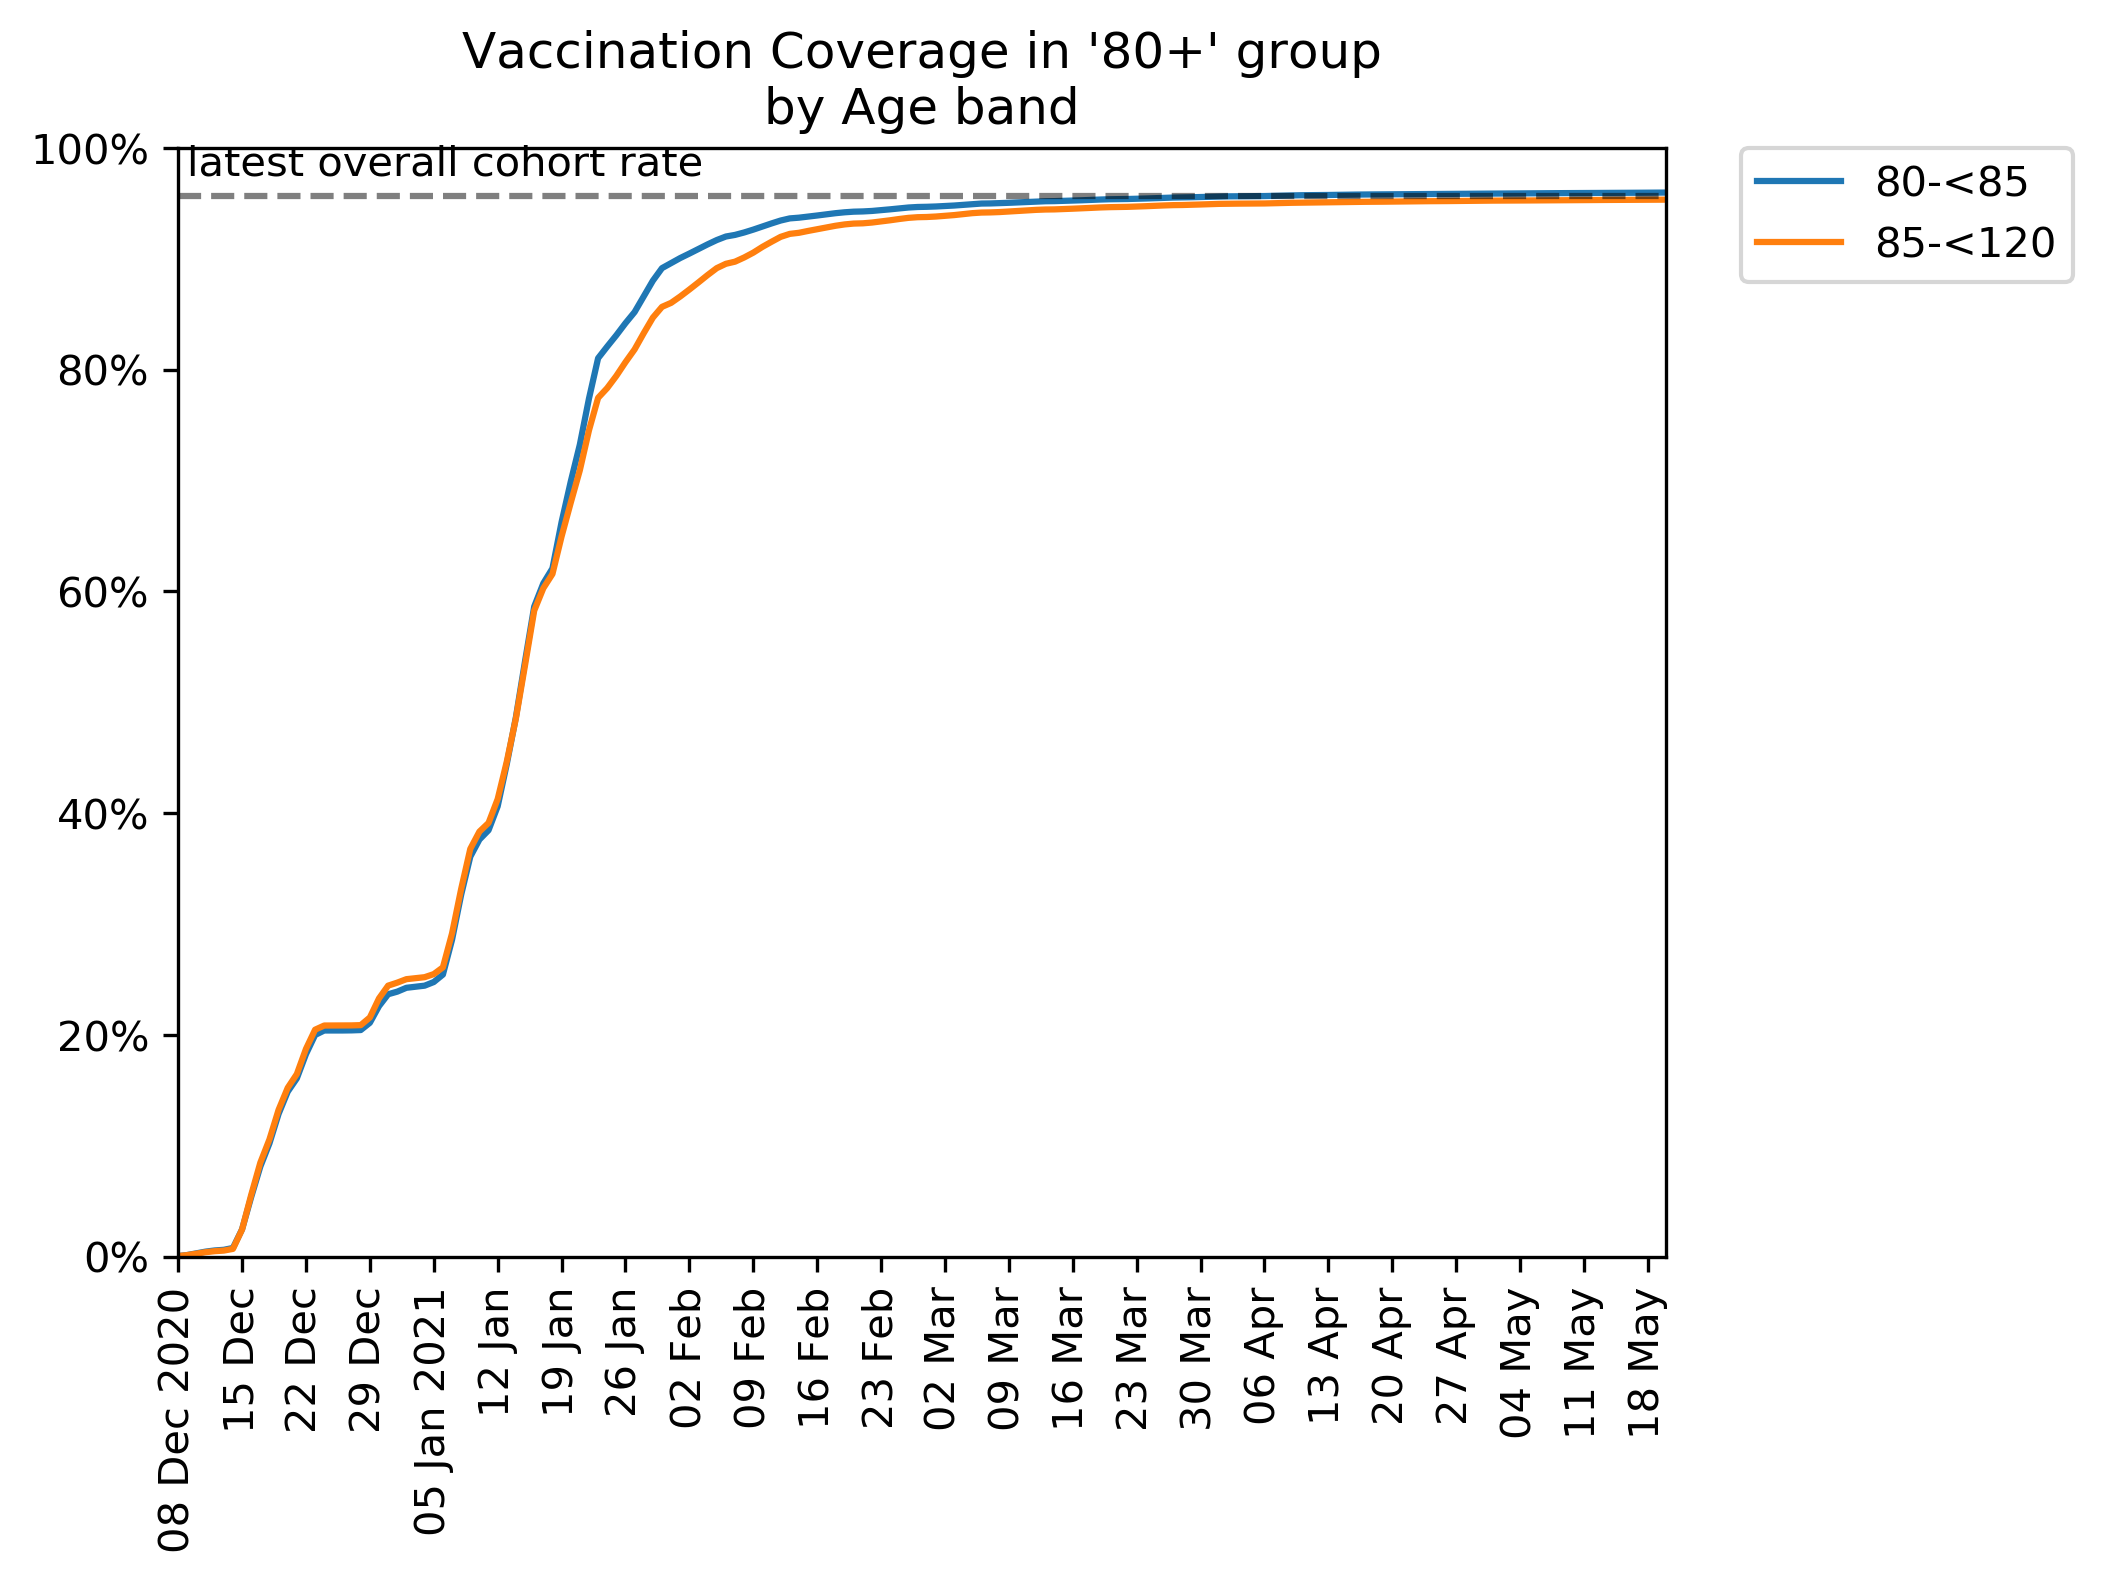 Vaccination Coverage in '80+' group
by Age band
100%
latest overall cohort rate
80%
60%
40%
20%
0%
08 Dec 2020
15 Dec
22 Dec
29 Dec
05 Jan 2021
12 Jan
19 Jan
26 Jan
02 Feb
09 Feb
16 Feb
23 Feb
02 Mar
09 Mar
16 Mar
23 Mar
30 Mar
06 Apr
13 Apr
20 Apr
27 Apr
04 May
11 May
18 May
80-<85
85-<120